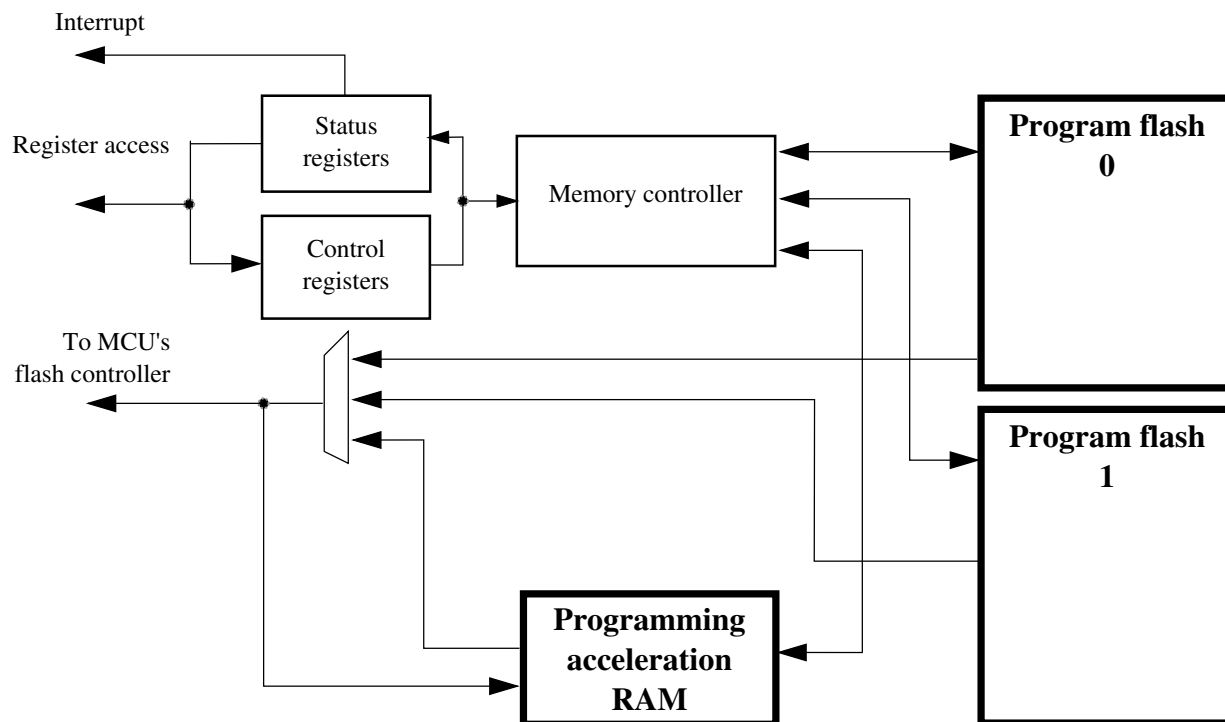 Interrupt
Register access
Status
registers
Control
registers
Memory controller
Program flash
0
To MCU's
flash controller
Program flash
1
Programming
acceleration
RAM